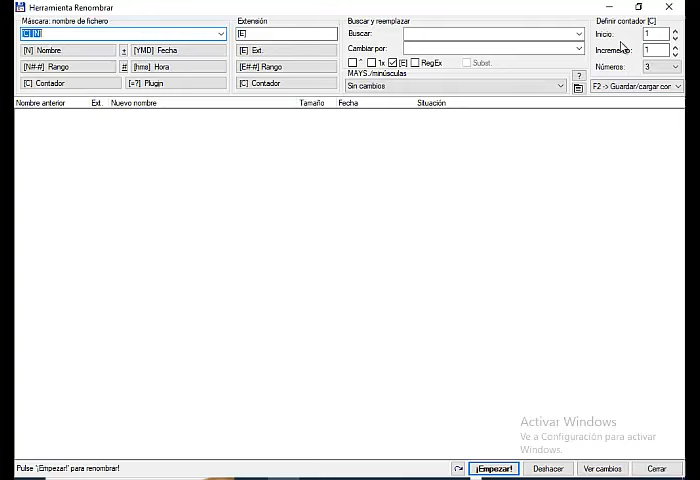 Herramienta Renombrar
Máscara: nombre de fichero
Extensión
Buscar y reemplazar
Definir contador [C]
[C] [N]
[E]
Buscar:
Inicio: 1
[N] Nombre
±
[YMD] Fecha
[E] Ext.
Cambiar por:
Incremento: 1
[N#-#] Rango
#
[hms] Hora
[E#-#] Rango
^
1x
[E]
RegEx
Subst.
Números: 3
[C] Contador
[=?] Plugin
[C] Contador
MAYS./minúsculas
?
Sin cambios
F2 -> Guardar/cargar cor
Nombre anterior
Ext.
Nuevo nombre
Tamaño
Fecha
Situación
Activar Windows
Ve a Configuración para activar
Windows.
Pulse '¡Empezar!' para renombrar!
¡Empezar!
Deshacer
Ver cambios
Cerrar